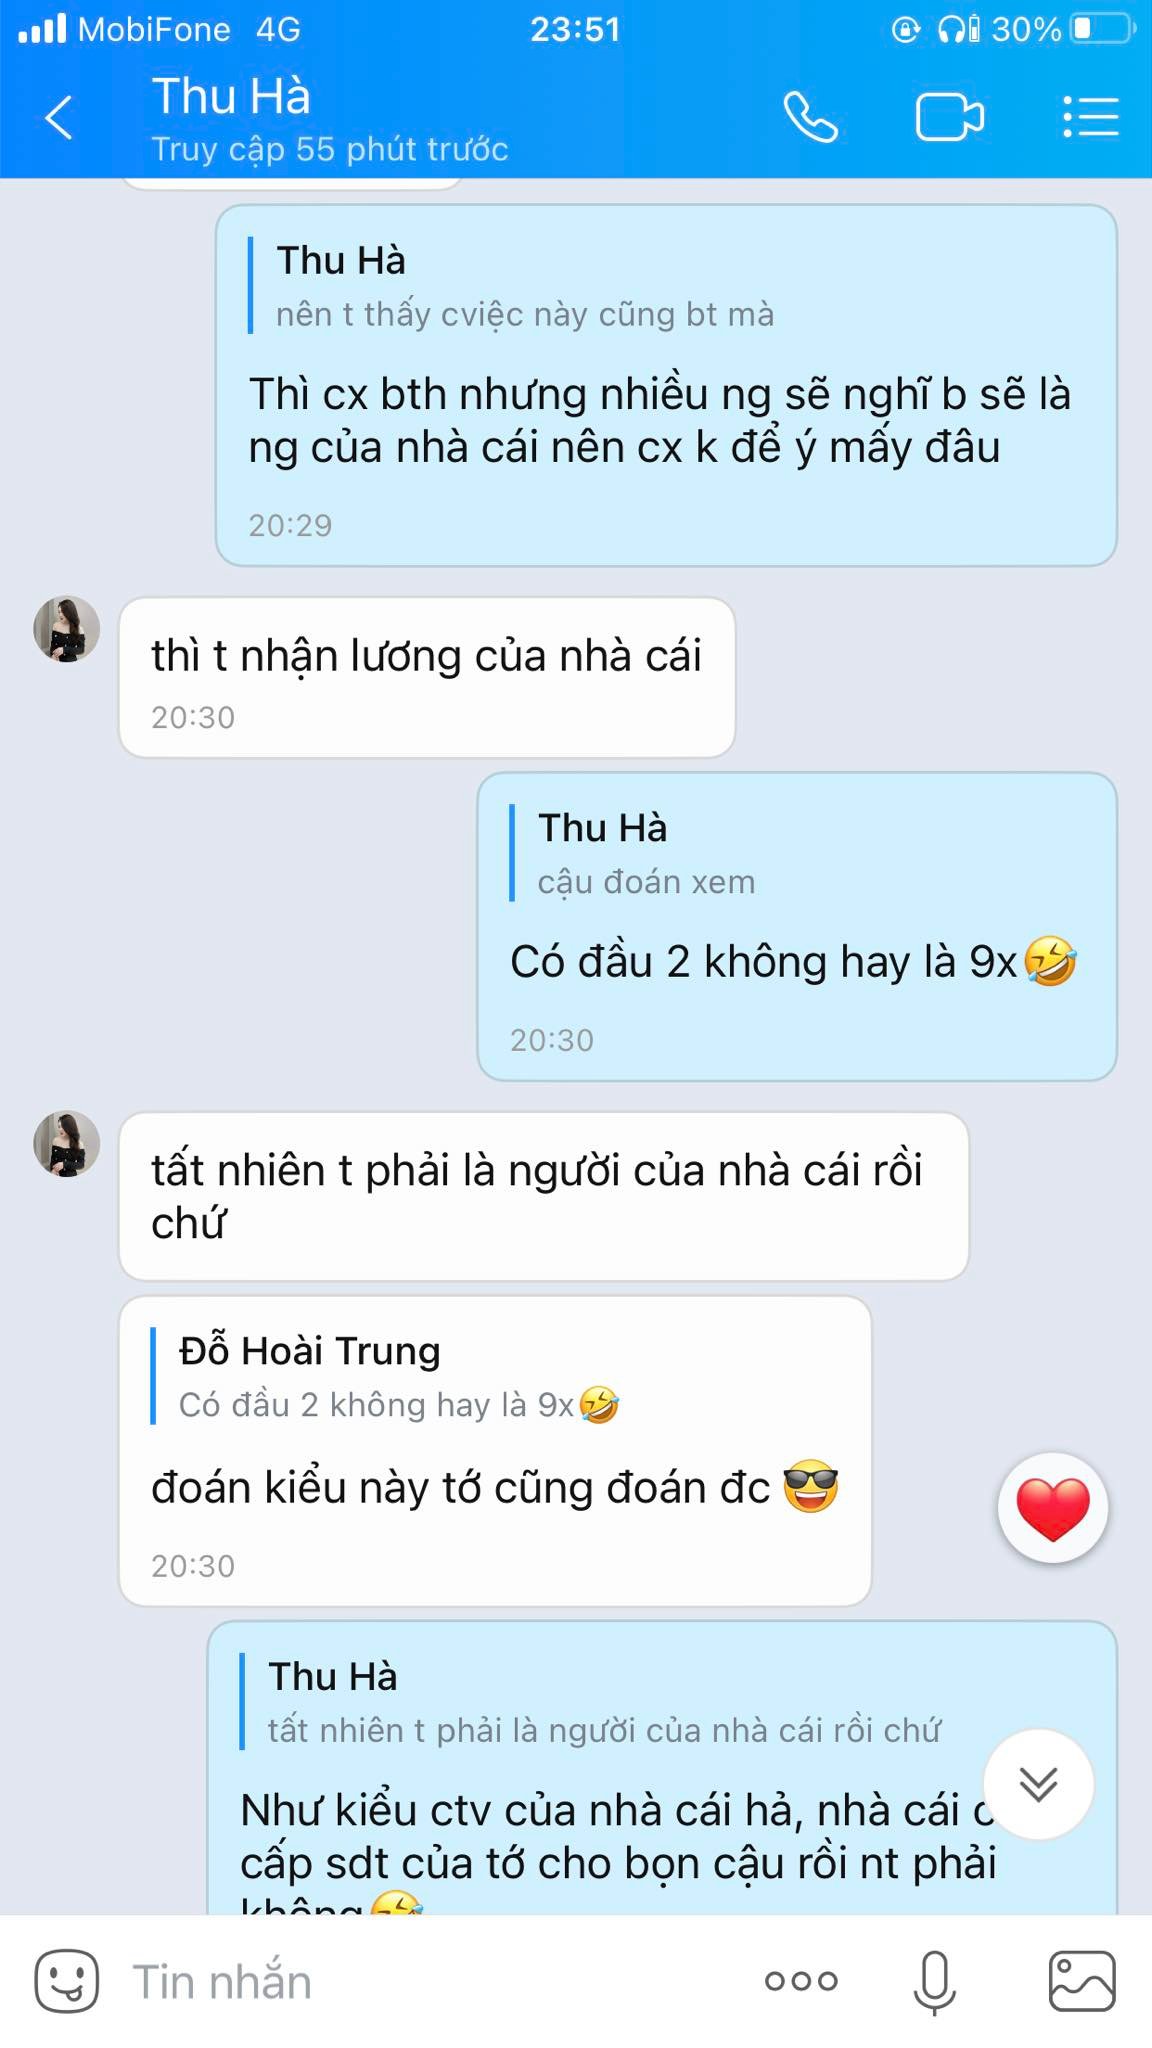 MobiFone 4G 23:51 30%
Thu Hà
Truy cập 55 phút trước
Thu Hà
nên t thấy cviệc này cũng bt mà
Thì cx bth nhưng nhiều ng sẽ nghĩ b sẽ là
ng của nhà cái nên cx k để ý mấy đâu
20:29
thì t nhận lương của nhà cái
20:30
Thu Hà
cậu đoán xem
Có đầu 2 không hay là 9x🤣
20:30
tất nhiên t phải là người của nhà cái rồi
chứ
Đỗ Hoài Trung
Có đầu 2 không hay là 9x🤣
đoán kiểu này tớ cũng đoán đc 😎
20:30
Thu Hà
tất nhiên t phải là người của nhà cái rồi chứ
Như kiểu ctv của nhà cái hả, nhà cái
cấp sdt của tớ cho bọn cậu rồi nt phải
không🤣
Tin nhắn